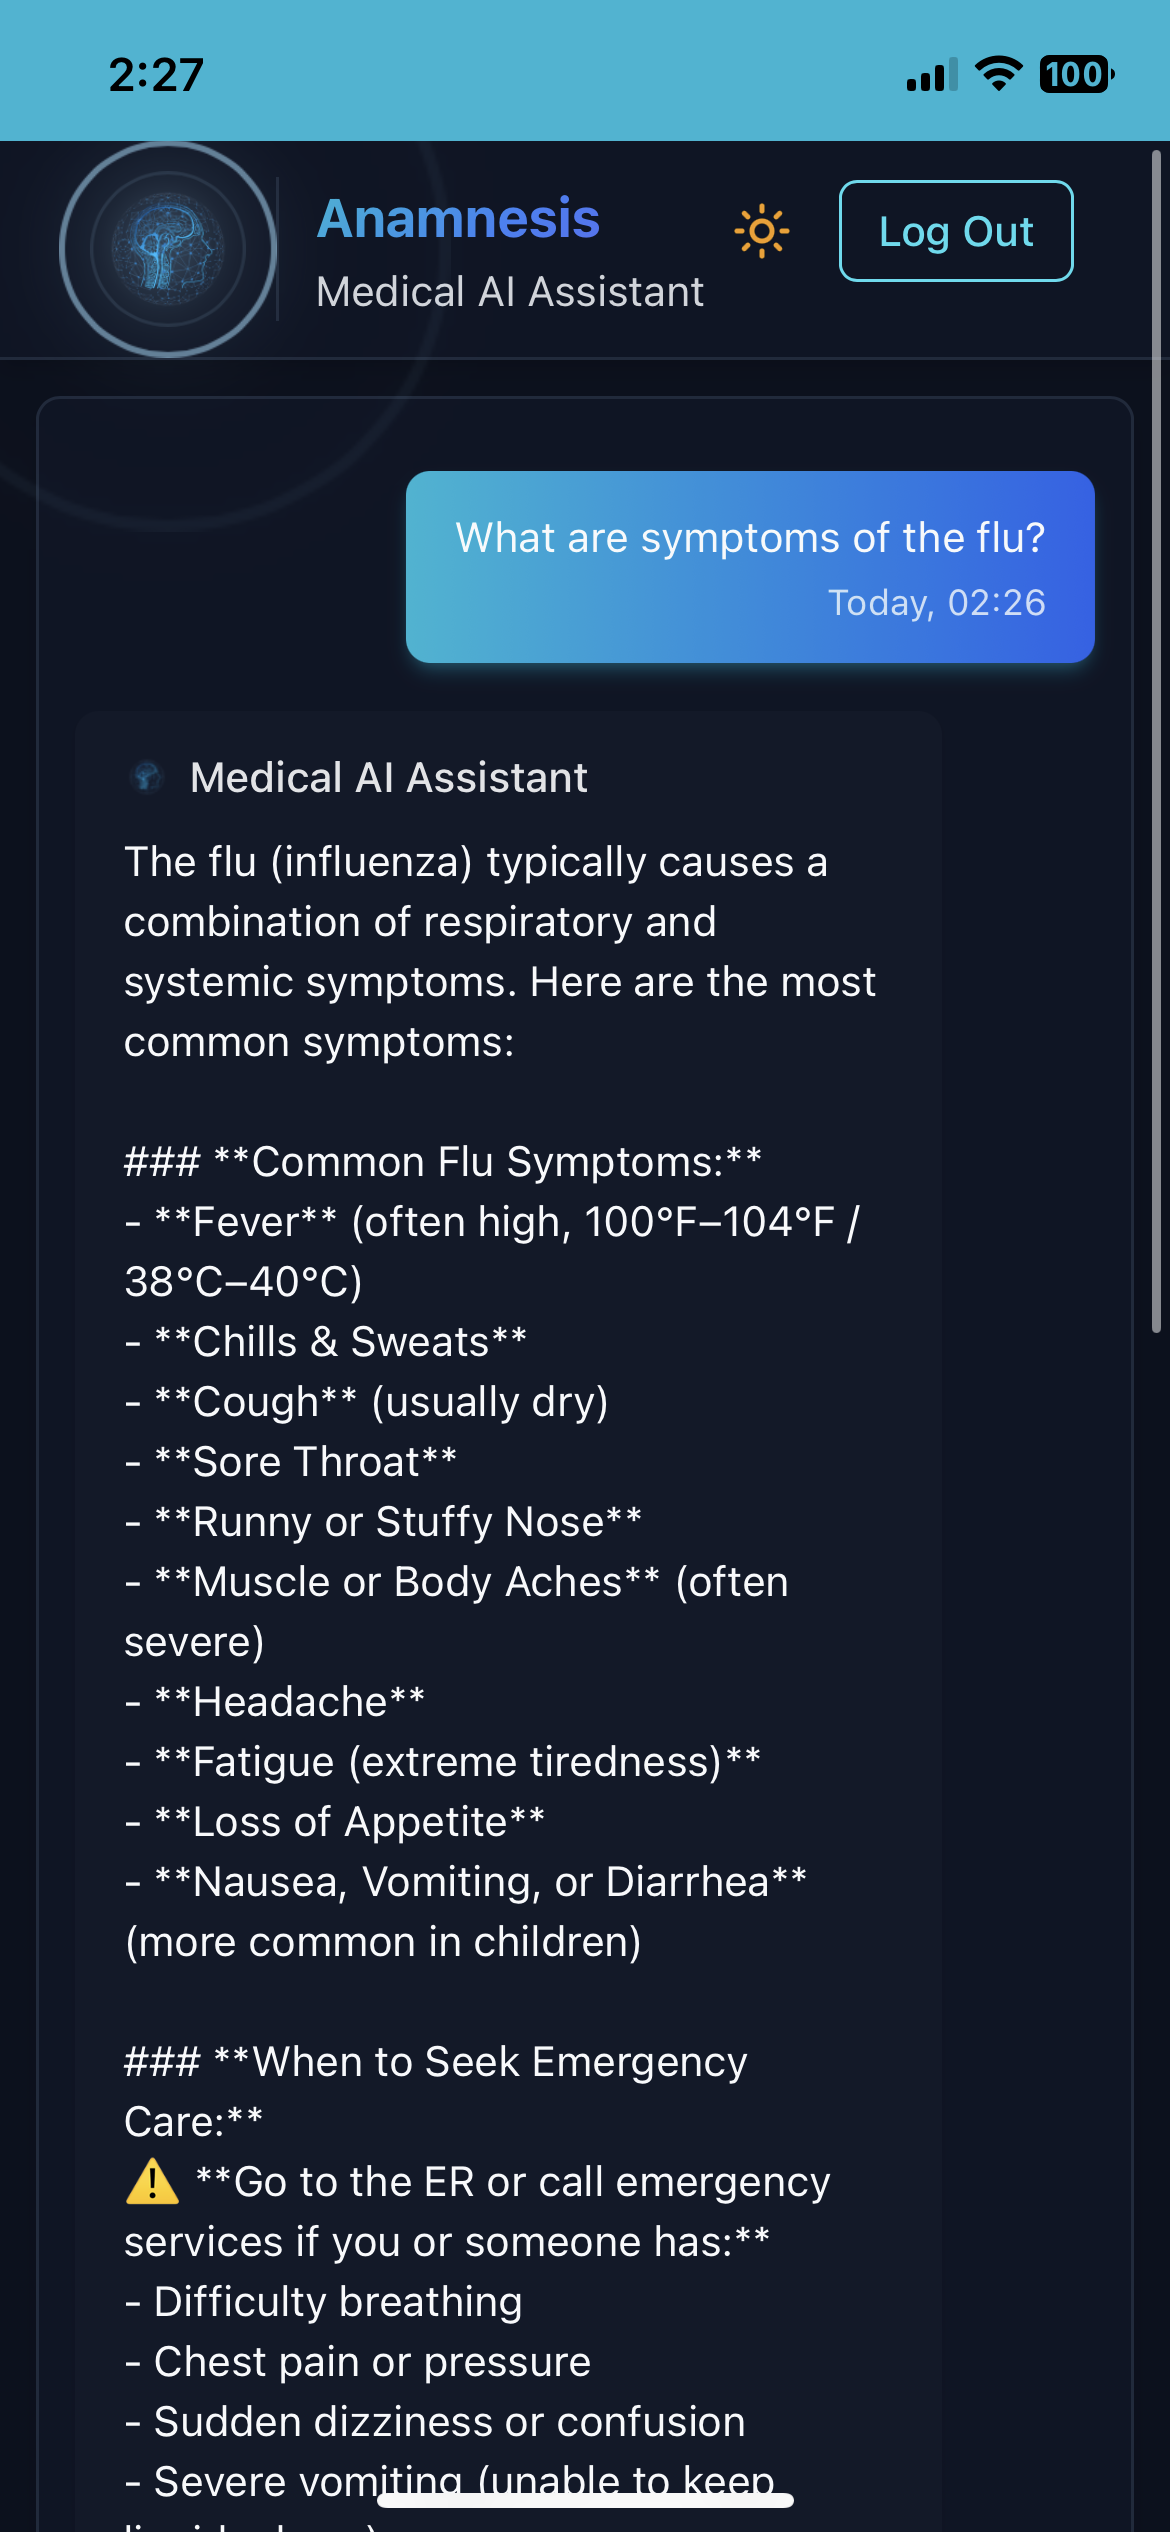 2:27
100
Anamnesis
Medical AI Assistant
Log Out
What are symptoms of the flu?
Today, 02:26
Medical AI Assistant
The flu (influenza) typically causes a
combination of respiratory and
systemic symptoms. Here are the most
common symptoms:
### **Common Flu Symptoms:**
- **Fever** (often high, 100°F–104°F /
38°C–40°C)
- **Chills & Sweats**
- **Cough** (usually dry)
- **Sore Throat**
- **Runny or Stuffy Nose**
- **Muscle or Body Aches** (often
severe)
- **Headache**
- **Fatigue (extreme tiredness)**
- **Loss of Appetite**
- **Nausea, Vomiting, or Diarrhea**
(more common in children)
### **When to Seek Emergency
Care:**
⚠️ **Go to the ER or call emergency
services if you or someone has:**
- Difficulty breathing
- Chest pain or pressure
- Sudden dizziness or confusion
- Severe vomiting (unable to keep